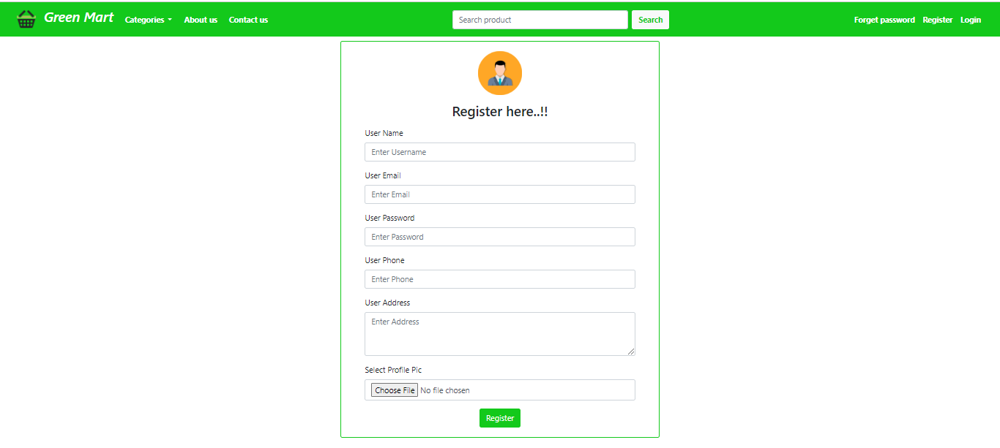 Green Mart Categories About us Contact us Search product Search Forget password Register Login
Register here..!!
User Name
Enter Username
User Email
Enter Email
User Password
Enter Password
User Phone
Enter Phone
User Address
Enter Address
Select Profile Pic
Choose File No file chosen
Register